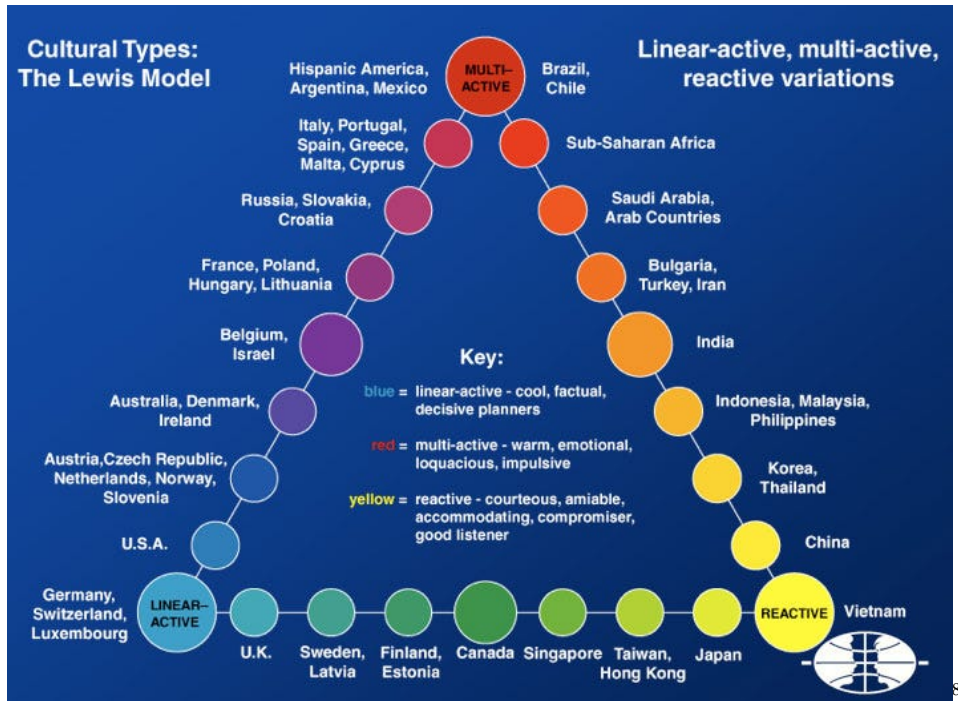 Cultural Types:
The Lewis Model
Linear-active, multi-active,
reactive variations
Hispanic America,
Argentina, Mexico
MULTI–
ACTIVE
Brazil,
Chile
Italy, Portugal,
Spain, Greece,
Malta, Cyprus
Sub-Saharan Africa
Russia, Slovakia,
Croatia
Saudi Arabia,
Arab Countries
France, Poland,
Hungary, Lithuania
Bulgaria,
Turkey, Iran
Belgium,
Israel
India
Key:
blue = linear-active - cool, factual,
decisive planners
red = multi-active - warm, emotional,
loquacious, impulsive
yellow = reactive - courteous, amiable,
accommodating, compromiser,
good listener
Australia, Denmark,
Ireland
Indonesia, Malaysia,
Philippines
Austria,Czech Republic,
Netherlands, Norway,
Slovenia
Korea,
Thailand
U.S.A.
China
Germany,
Switzerland,
Luxembourg
LINEAR–
ACTIVE
U.K.
Sweden,
Latvia
Finland,
Estonia
Canada
Singapore
Taiwan,
Hong Kong
Japan
REACTIVE
Vietnam
8